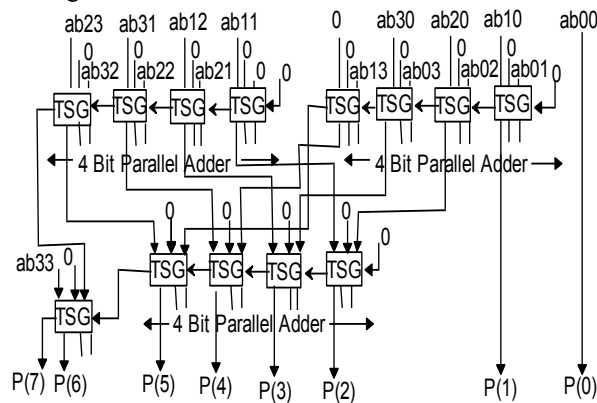 ab23 ab31 ab12 ab11 0 ab30 ab20 ab10 ab00
0 0 0 0 0 0 0 0
ab32 ab22 ab21 0 0 ab13 ab03 ab02 ab01 0
TSG TSG TSG TSG TSG TSG TSG TSG
4 Bit Parallel Adder 4 Bit Parallel Adder
0 0 0 0 0
ab33 0 TSG TSG TSG TSG
TSG 4 Bit Parallel Adder
P(7) P(6) P(5) P(4) P(3) P(2) P(1) P(0)